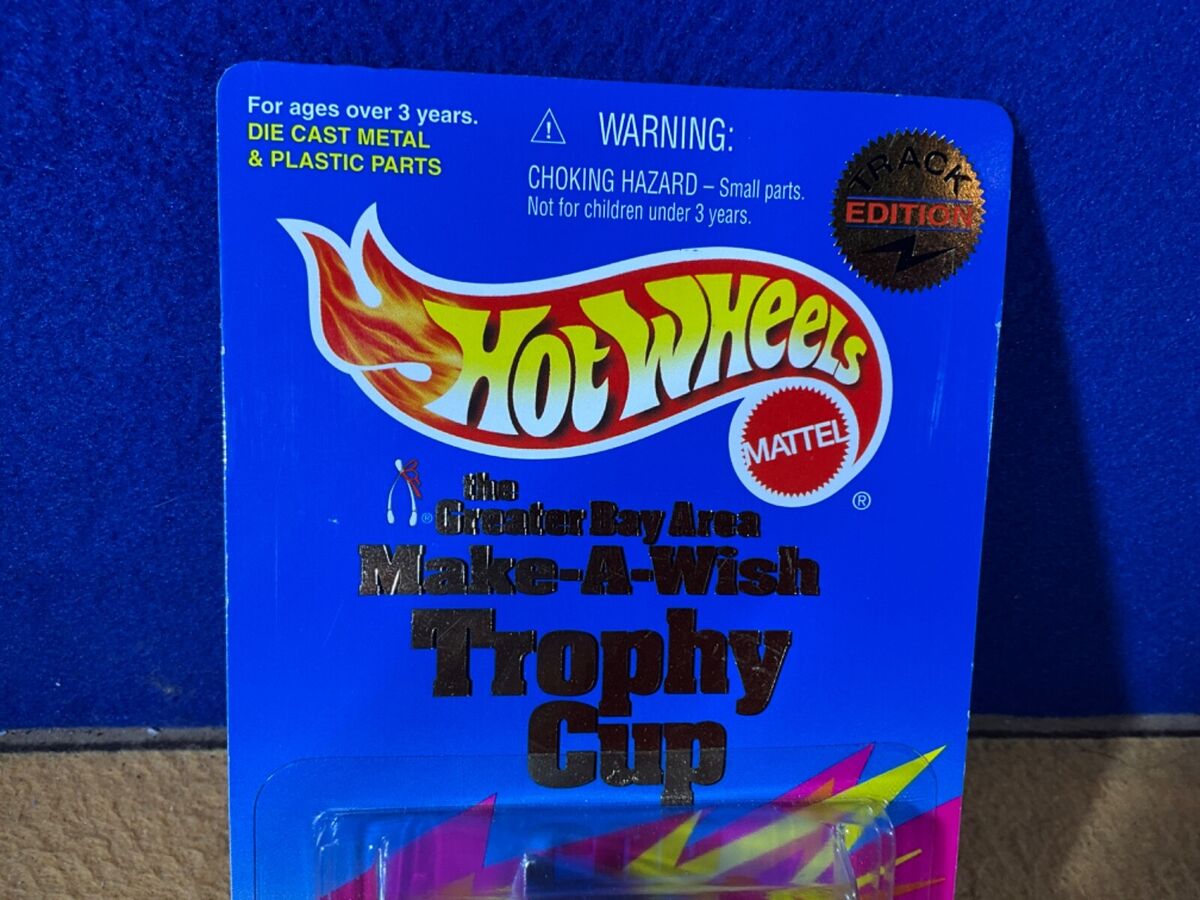 For ages over 3 years.
DIE CAST METAL
& PLASTIC PARTS
WARNING:
CHOKING HAZARD – Small parts.
Not for children under 3 years.
TRACK
EDITION
Hot Wheels
MATTEL
®
the
® Greater Bay Area
Make-A-Wish
Trophy
Cup